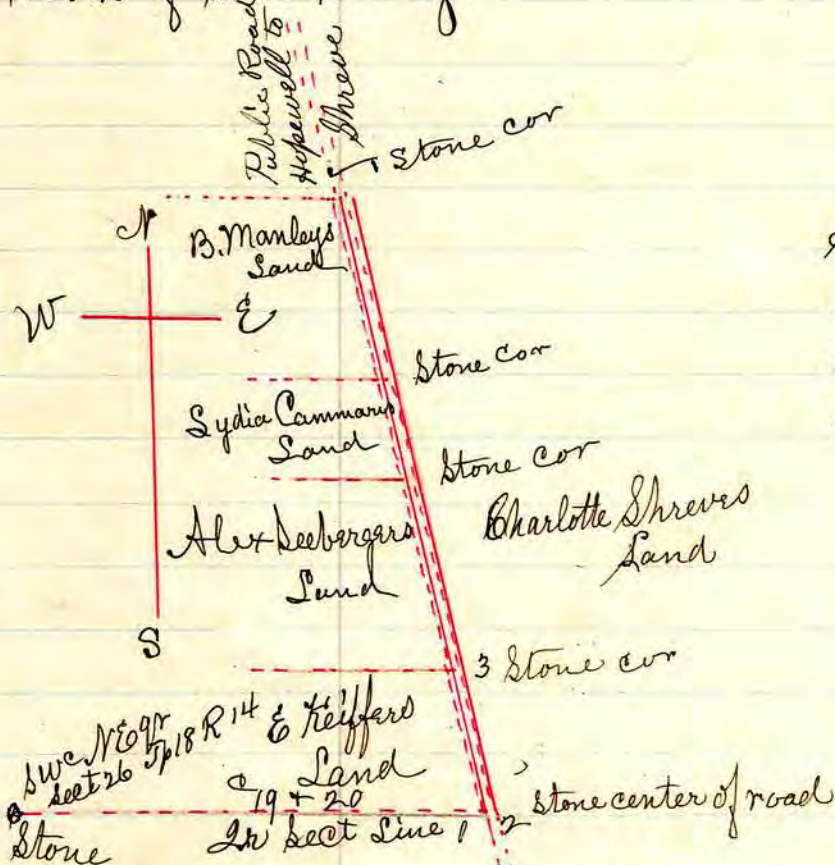 Public Road
Hopewell to
Shreve
1 Stone cor
N
B. Manleys
Land
W
E
Stone cor
Lydia Cammarys
Land
Stone cor
Charlotte Shreves
Land
Alex Seebergers
Land
S
3 Stone cor
SWC NE qr
Sect 26 Tp 18 R 14
E Keiffers
Land
C 19 + 20
Stone
Qr Sect Line 1
2 Stone center of road